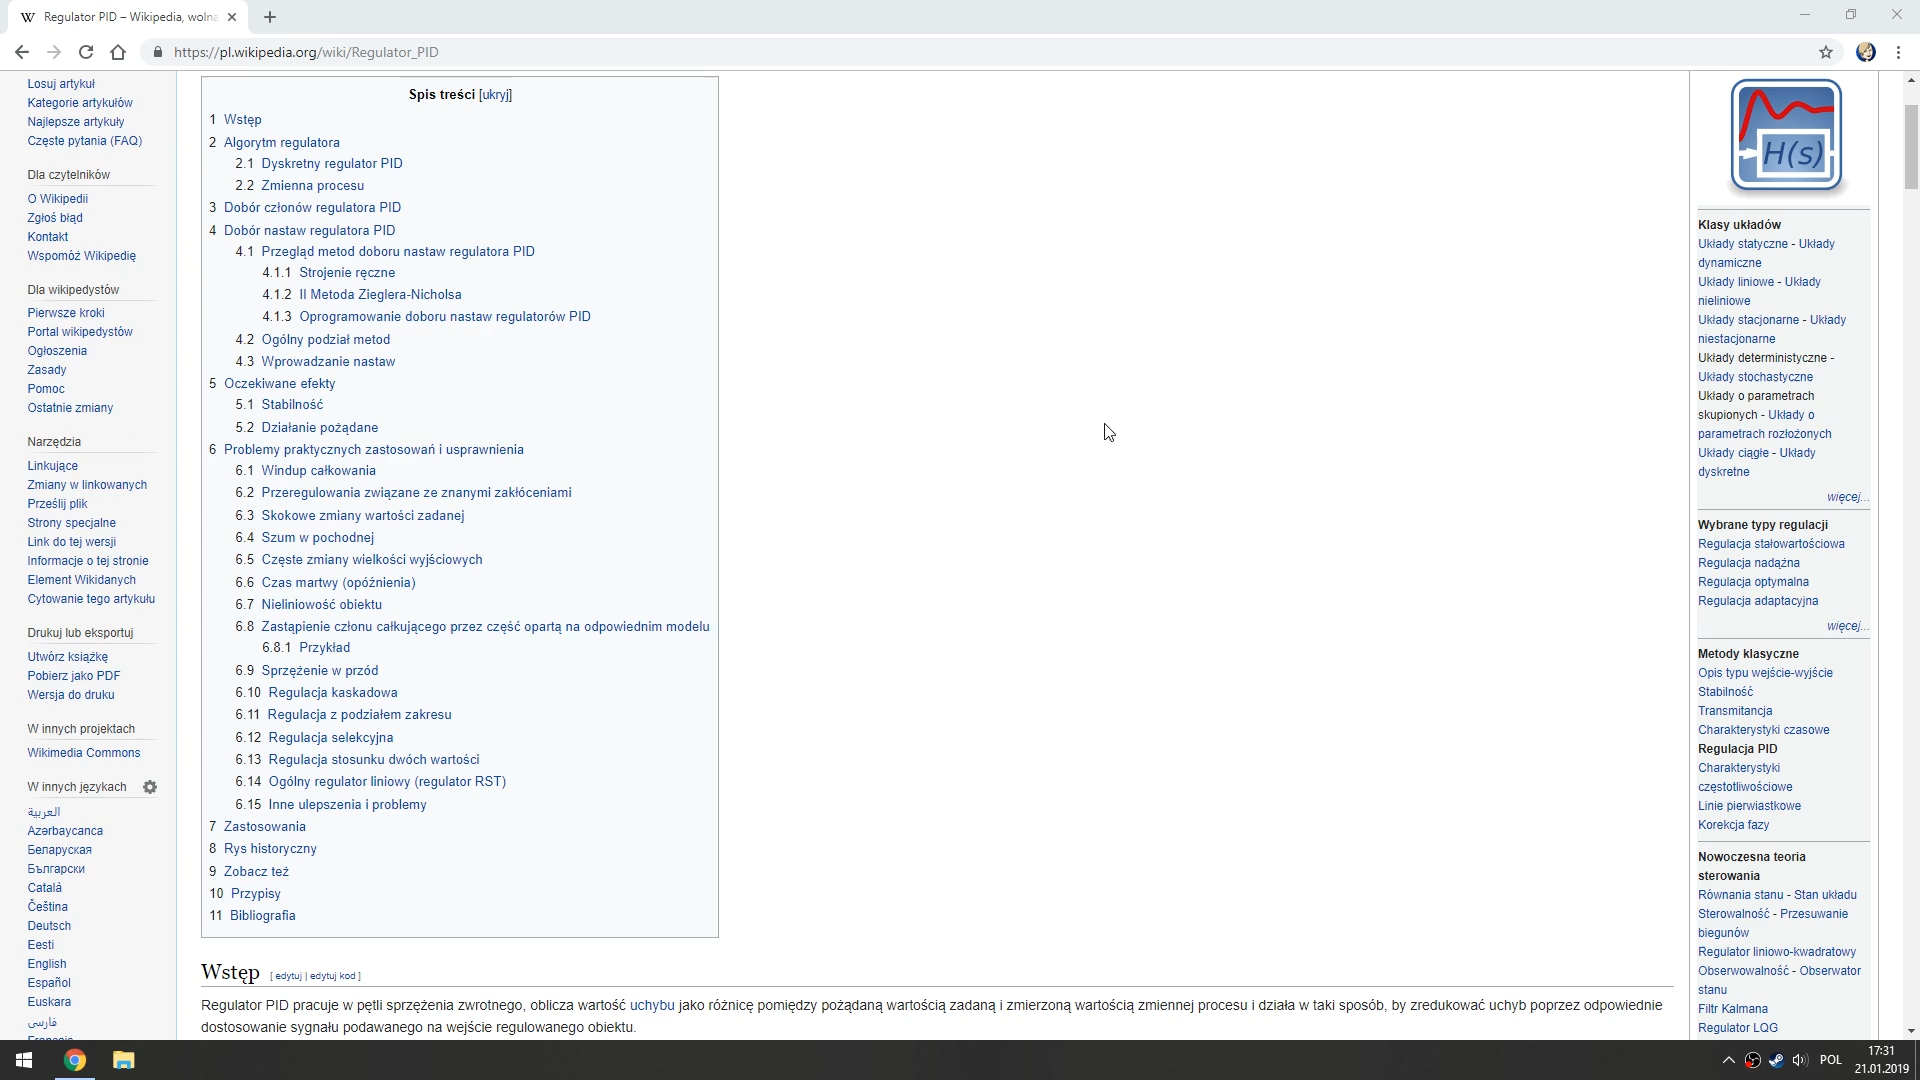 Regulator PID – Wikipedia, wolna
https://pl.wikipedia.org/wiki/Regulator_PID
Losuj artykuł
Kategorie artykułów
Najlepsze artykuły
Częste pytania (FAQ)
Dla czytelników
O Wikipedii
Zgłoś błąd
Kontakt
Wspomóż Wikipedię
Dla wikipedystów
Pierwsze kroki
Portal wikipedystów
Ogłoszenia
Zasady
Pomoc
Ostatnie zmiany
Narzędzia
Linkujące
Zmiany w linkowanych
Prześlij plik
Strony specjalne
Link do tej wersji
Informacje o tej stronie
Element Wikidanych
Cytowanie tego artykułu
Drukuj lub eksportuj
Utwórz książkę
Pobierz jako PDF
Wersja do druku
W innych projektach
Wikimedia Commons
W innych językach
العربية
Azərbaycanca
Беларуская
Български
Català
Čeština
Deutsch
Eesti
English
Español
Euskara
فارسی
Français
Spis treści [ukryj]
1 Wstęp
2 Algorytm regulatora
2.1 Dyskretny regulator PID
2.2 Zmienna procesu
3 Dobór członów regulatora PID
4 Dobór nastaw regulatora PID
4.1 Przegląd metod doboru nastaw regulatora PID
4.1.1 Strojenie ręczne
4.1.2 II Metoda Zieglera-Nicholsa
4.1.3 Oprogramowanie doboru nastaw regulatorów PID
4.2 Ogólny podział metod
4.3 Wprowadzanie nastaw
5 Oczekiwane efekty
5.1 Stabilność
5.2 Działanie pożądane
6 Problemy praktycznych zastosowań i usprawnienia
6.1 Windup całkowania
6.2 Przeregulowania związane ze znanymi zakłóceniami
6.3 Skokowe zmiany wartości zadanej
6.4 Szum w pochodnej
6.5 Częste zmiany wielkości wyjściowych
6.6 Czas martwy (opóźnienia)
6.7 Nieliniowość obiektu
6.8 Zastąpienie członu całkującego przez część opartą na odpowiednim modelu
6.8.1 Przykład
6.9 Sprzężenie w przód
6.10 Regulacja kaskadowa
6.11 Regulacja z podziałem zakresu
6.12 Regulacja selekcyjna
6.13 Regulacja stosunku dwóch wartości
6.14 Ogólny regulator liniowy (regulator RST)
6.15 Inne ulepszenia i problemy
7 Zastosowania
8 Rys historyczny
9 Zobacz też
10 Przypisy
11 Bibliografia
Wstęp [ edytuj | edytuj kod ]
Regulator PID pracuje w pętli sprzężenia zwrotnego, oblicza wartość uchybu jako różnicę pomiędzy pożądaną wartością zadaną i zmierzoną wartością zmiennej procesu i działa w taki sposób, by zredukować uchyb poprzez odpowiednie
dostosowanie sygnału podawanego na wejście regulowanego obiektu.
H(s)
Klasy układów
Układy statyczne - Układy
dynamiczne
Układy liniowe - Układy
nieliniowe
Układy stacjonarne - Układy
niestacjonarne
Układy deterministyczne -
Układy stochastyczne
Układy o parametrach
skupionych - Układy o
parametrach rozłożonych
Układy ciągłe - Układy
dyskretne
więcej...
Wybrane typy regulacji
Regulacja stałowartościowa
Regulacja nadążna
Regulacja optymalna
Regulacja adaptacyjna
więcej...
Metody klasyczne
Opis typu wejście-wyjście
Stabilność
Transmitancja
Charakterystyki czasowe
Regulacja PID
Charakterystyki
częstotliwościowe
Linie pierwiastkowe
Korekcja fazy
Nowoczesna teoria
sterowania
Równania stanu - Stan układu
Sterowalność - Przesuwanie
biegunów
Regulator liniowo-kwadratowy
Obserwowalność - Obserwator
stanu
Filtr Kalmana
Regulator LQG
POL
17:31
21.01.2019